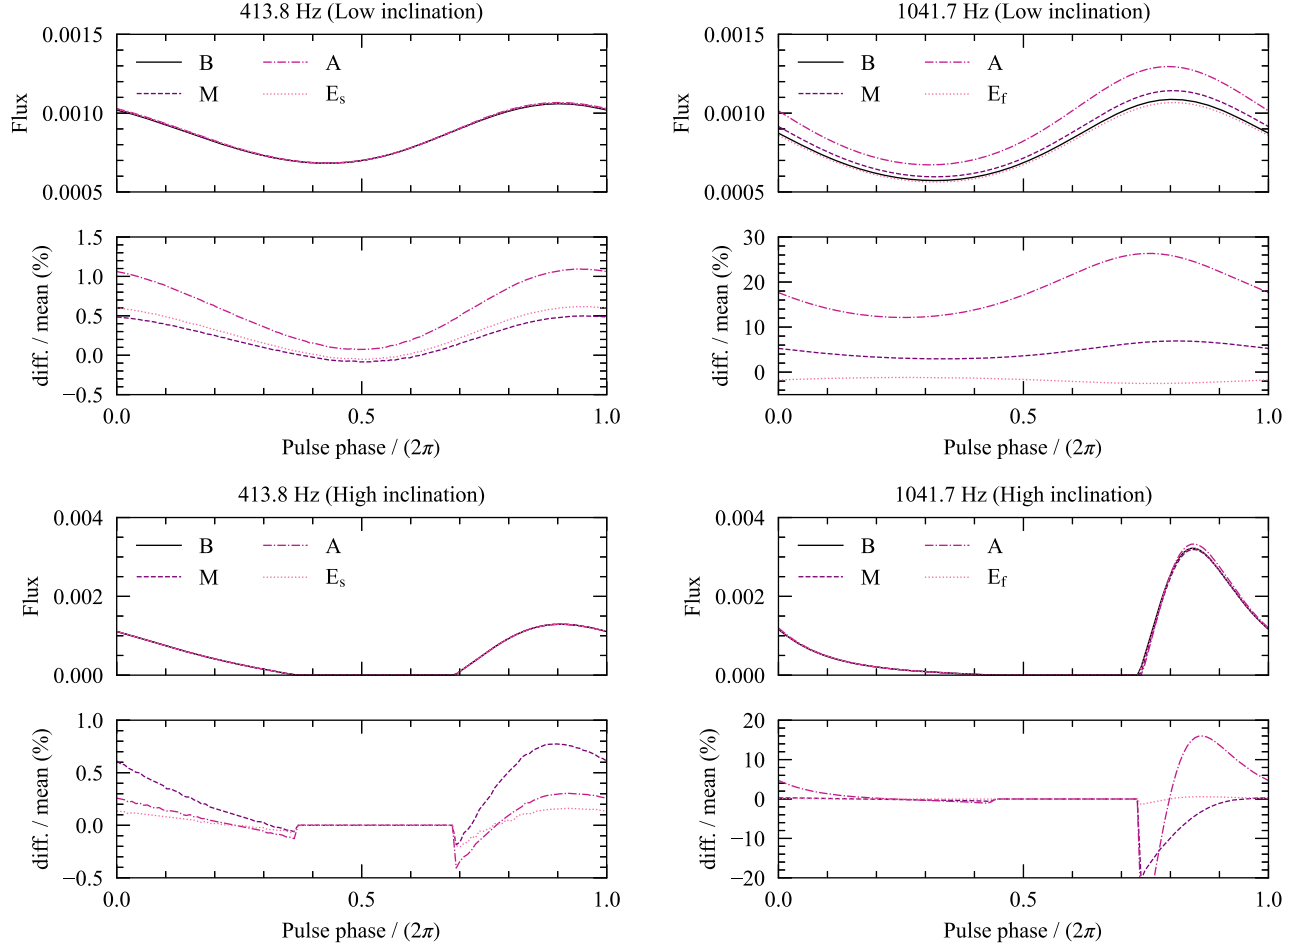 413.8 Hz (Low inclination)
0.0015
0.0010
0.0005
Flux
B
M
A
E_s
1.5
1.0
0.5
0.0
−0.5
diff. / mean (%)
0.0 0.5 1.0
Pulse phase / (2π)
1041.7 Hz (Low inclination)
0.0015
0.0010
0.0005
Flux
B
M
A
E_f
30
20
10
0
diff. / mean (%)
0.0 0.5 1.0
Pulse phase / (2π)
413.8 Hz (High inclination)
0.004
0.002
0.000
Flux
B
M
A
E_s
1.0
0.5
0.0
−0.5
diff. / mean (%)
0.0 0.5 1.0
Pulse phase / (2π)
1041.7 Hz (High inclination)
0.004
0.002
0.000
Flux
B
M
A
E_f
20
10
0
−10
−20
diff. / mean (%)
0.0 0.5 1.0
Pulse phase / (2π)